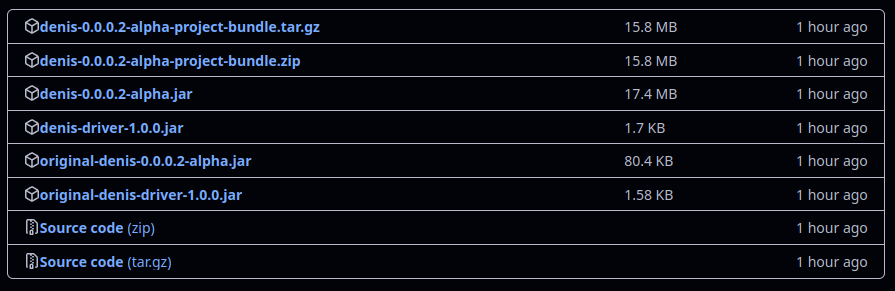 denis-0.0.0.2-alpha-project-bundle.tar.gz 15.8 MB 1 hour ago
denis-0.0.0.2-alpha-project-bundle.zip 15.8 MB 1 hour ago
denis-0.0.0.2-alpha.jar 17.4 MB 1 hour ago
denis-driver-1.0.0.jar 1.7 KB 1 hour ago
original-denis-0.0.0.2-alpha.jar 80.4 KB 1 hour ago
original-denis-driver-1.0.0.jar 1.58 KB 1 hour ago
Source code (zip) 1 hour ago
Source code (tar.gz) 1 hour ago